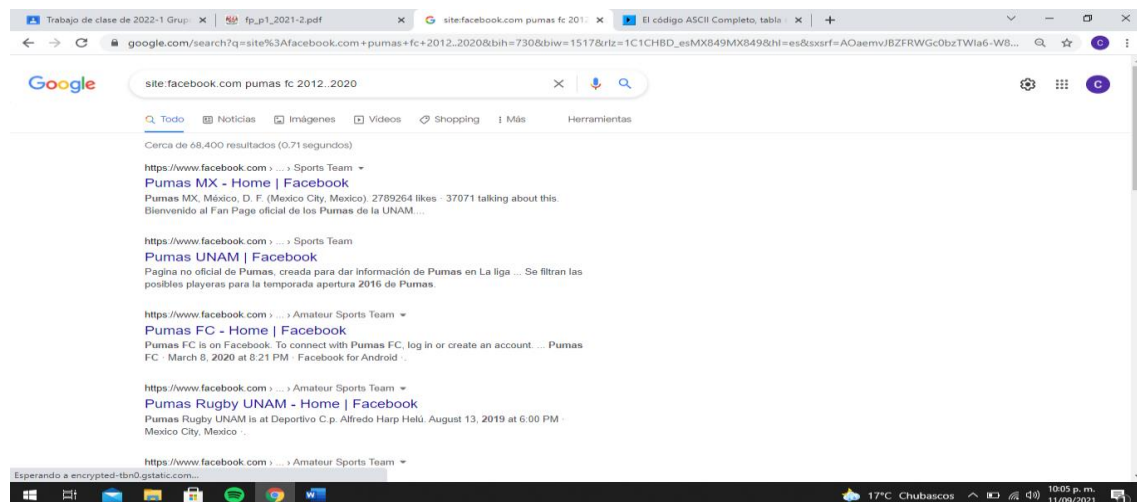 Trabajo de clase de 2022-1 Grup
fp_p1_2021-2.pdf
site:facebook.com pumas fc 201
El código ASCII Completo, tabla
google.com/search?q=site%3Afacebook.com+pumas+fc+2012..2020&bih=730&biw=1517&rlz=1C1CHBD_esMX849MX849&hl=es&sxsrf=AOaemvJBZFRWGc0bzTWIa6-W8...
C
Google
site:facebook.com pumas fc 2012..2020
C
Todo
Noticias
Imágenes
Videos
Shopping
Más
Herramientas
Cerca de 68,400 resultados (0.71 segundos)
https://www.facebook.com › ... › Sports Team
Pumas MX - Home | Facebook
Pumas MX, México, D. F. (Mexico City, Mexico). 2789264 likes · 37071 talking about this.
Bienvenido al Fan Page oficial de los Pumas de la UNAM....
https://www.facebook.com › ... › Sports Team
Pumas UNAM | Facebook
Pagina no oficial de Pumas, creada para dar información de Pumas en La liga ... Se filtran las
posibles playeras para la temporada apertura 2016 de Pumas.
https://www.facebook.com › ... › Amateur Sports Team
Pumas FC - Home | Facebook
Pumas FC is on Facebook. To connect with Pumas FC, log in or create an account. ... Pumas
FC · March 8, 2020 at 8:21 PM · Facebook for Android ·.
https://www.facebook.com › ... › Amateur Sports Team
Pumas Rugby UNAM - Home | Facebook
Pumas Rugby UNAM is at Deportivo C.p. Alfredo Harp Helú. August 13, 2019 at 6:00 PM ·
Mexico City, Mexico ·.
https://www.facebook.com › ... › Amateur Sports Team
Esperando a encrypted-tbn0.gstatic.com...
17°C Chubascos
10:05 p. m.
11/09/2021